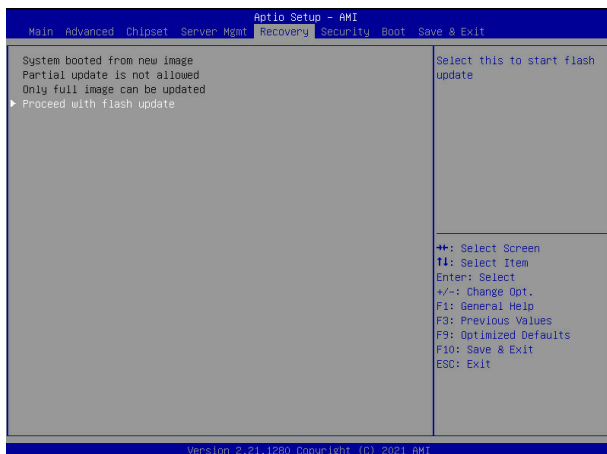 Aptio Setup – AMI
Main Advanced Chipset Server Mgmt Recovery Security Boot Save & Exit
System booted from new image
Partial update is not allowed
Only full image can be updated
Proceed with flash update
Select this to start flash
update
→←: Select Screen
↑↓: Select Item
Enter: Select
+/-: Change Opt.
F1: General Help
F3: Previous Values
F9: Optimized Defaults
F10: Save & Exit
ESC: Exit
Version 2.21.1280 Copyright (C) 2021 AMI